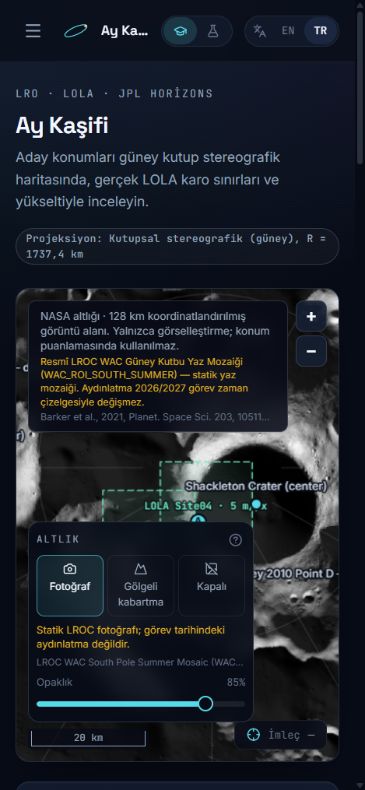 Ay Ka...
EN
TR
LRO · LOLA · JPL HORİZONS
Ay Kaşifi
Aday konumları güney kutup stereografik
haritasında, gerçek LOLA karo sınırları ve
yükseltiyle inceleyin.
Projeksiyon: Kutupsal stereografik (güney), R =
1737,4 km
NASA altlığı · 128 km koordinatlandırılmış
görüntü alanı. Yalnızca görselleştirme; konum
puanlamasında kullanılmaz.
Resmî LROC WAC Güney Kutbu Yaz Mozaiği
(WAC_ROI_SOUTH_SUMMER) — statik yaz
mozaiği. Aydınlatma 2026/2027 görev zaman
çizelgesiyle değişmez.
Barker et al., 2021, Planet. Space Sci. 203, 10511...
+
−
Shackleton Crater (center)
LOLA Site04 · 5 m
ey 2010 Point D
ALTLIK
?
Fotoğraf
Gölgeli
kabartma
Kapalı
Statik LROC fotoğrafı; görev tarihindeki
aydınlatma değildir.
LROC WAC South Pole Summer Mosaic (WAC...
Opaklık
85%
20 km
İmleç —